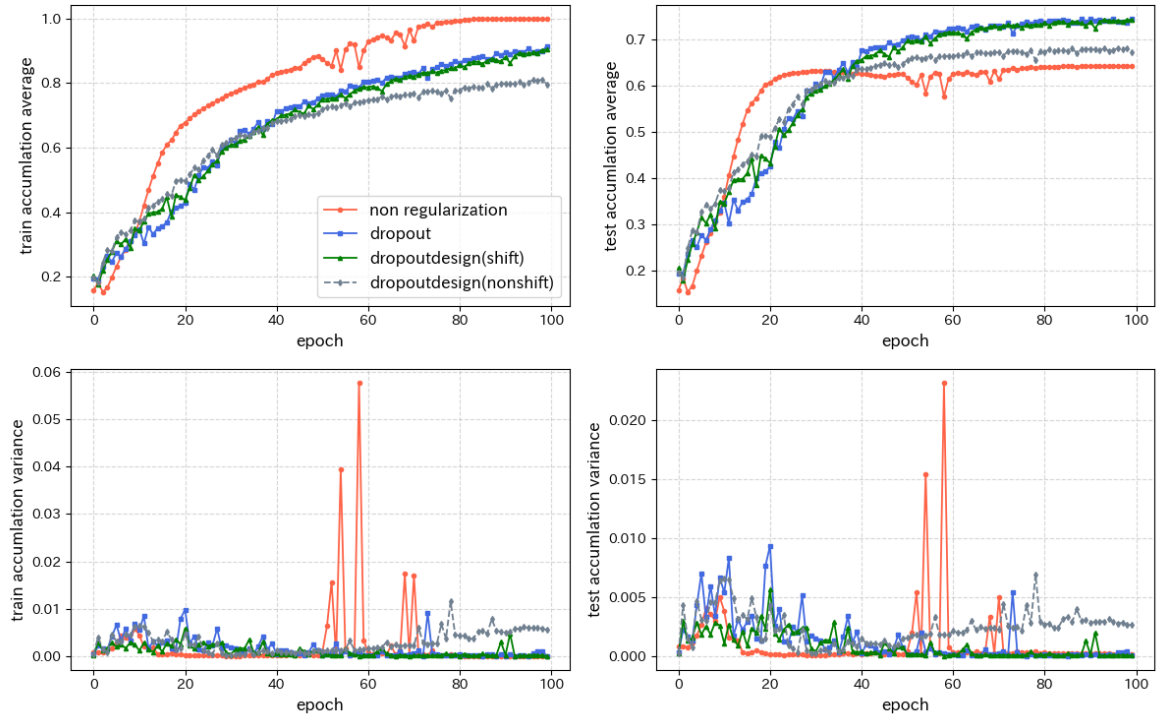 1.0
0.8
0.6
0.4
0.2
train accumlation average
non regularization
dropout
dropoutdesign(shift)
dropoutdesign(nonshift)
0 20 40 60 80 100
epoch
0.7
0.6
0.5
0.4
0.3
0.2
test accumlation average
0 20 40 60 80 100
epoch
0.06
0.05
0.04
0.03
0.02
0.01
0.00
train accumlation variance
0 20 40 60 80 100
epoch
0.020
0.015
0.010
0.005
0.000
test accumlation variance
0 20 40 60 80 100
epoch